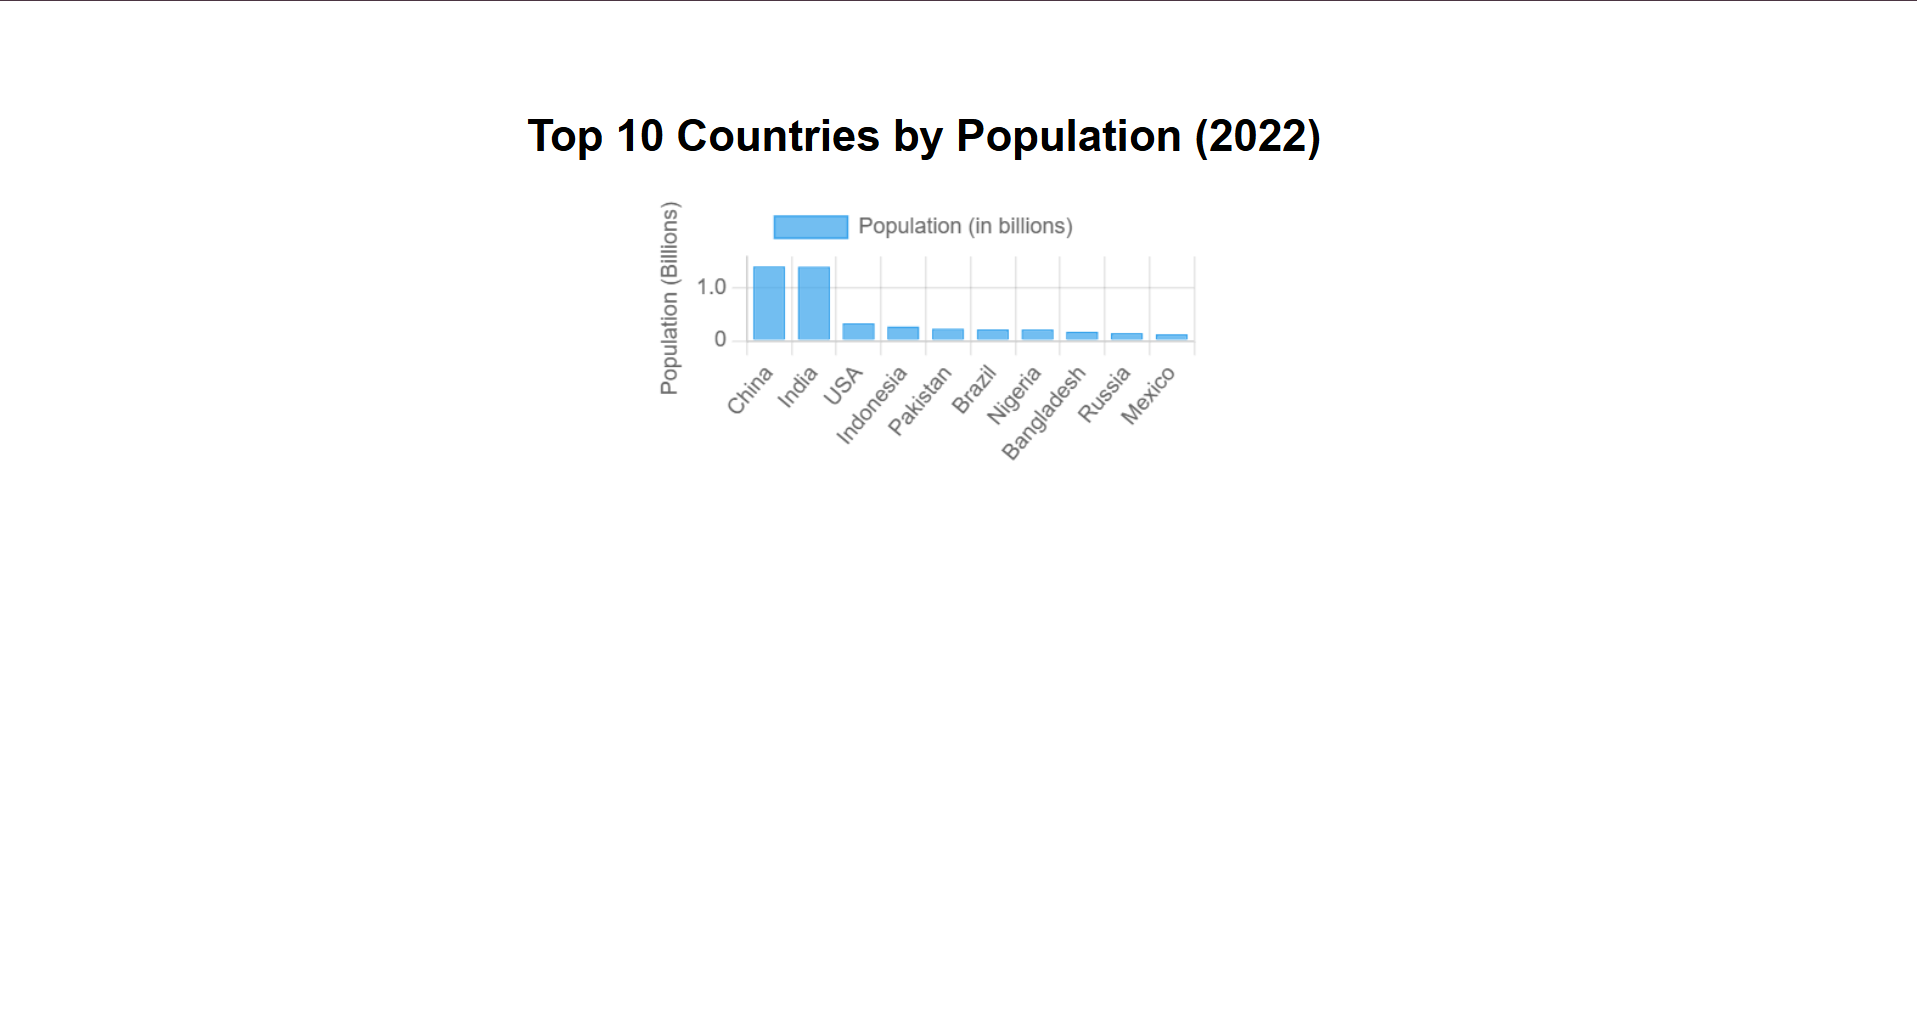 Top 10 Countries by Population (2022)
Population (in billions)
Population (Billions)
1.0
0
China
India
USA
Indonesia
Pakistan
Brazil
Nigeria
Bangladesh
Russia
Mexico